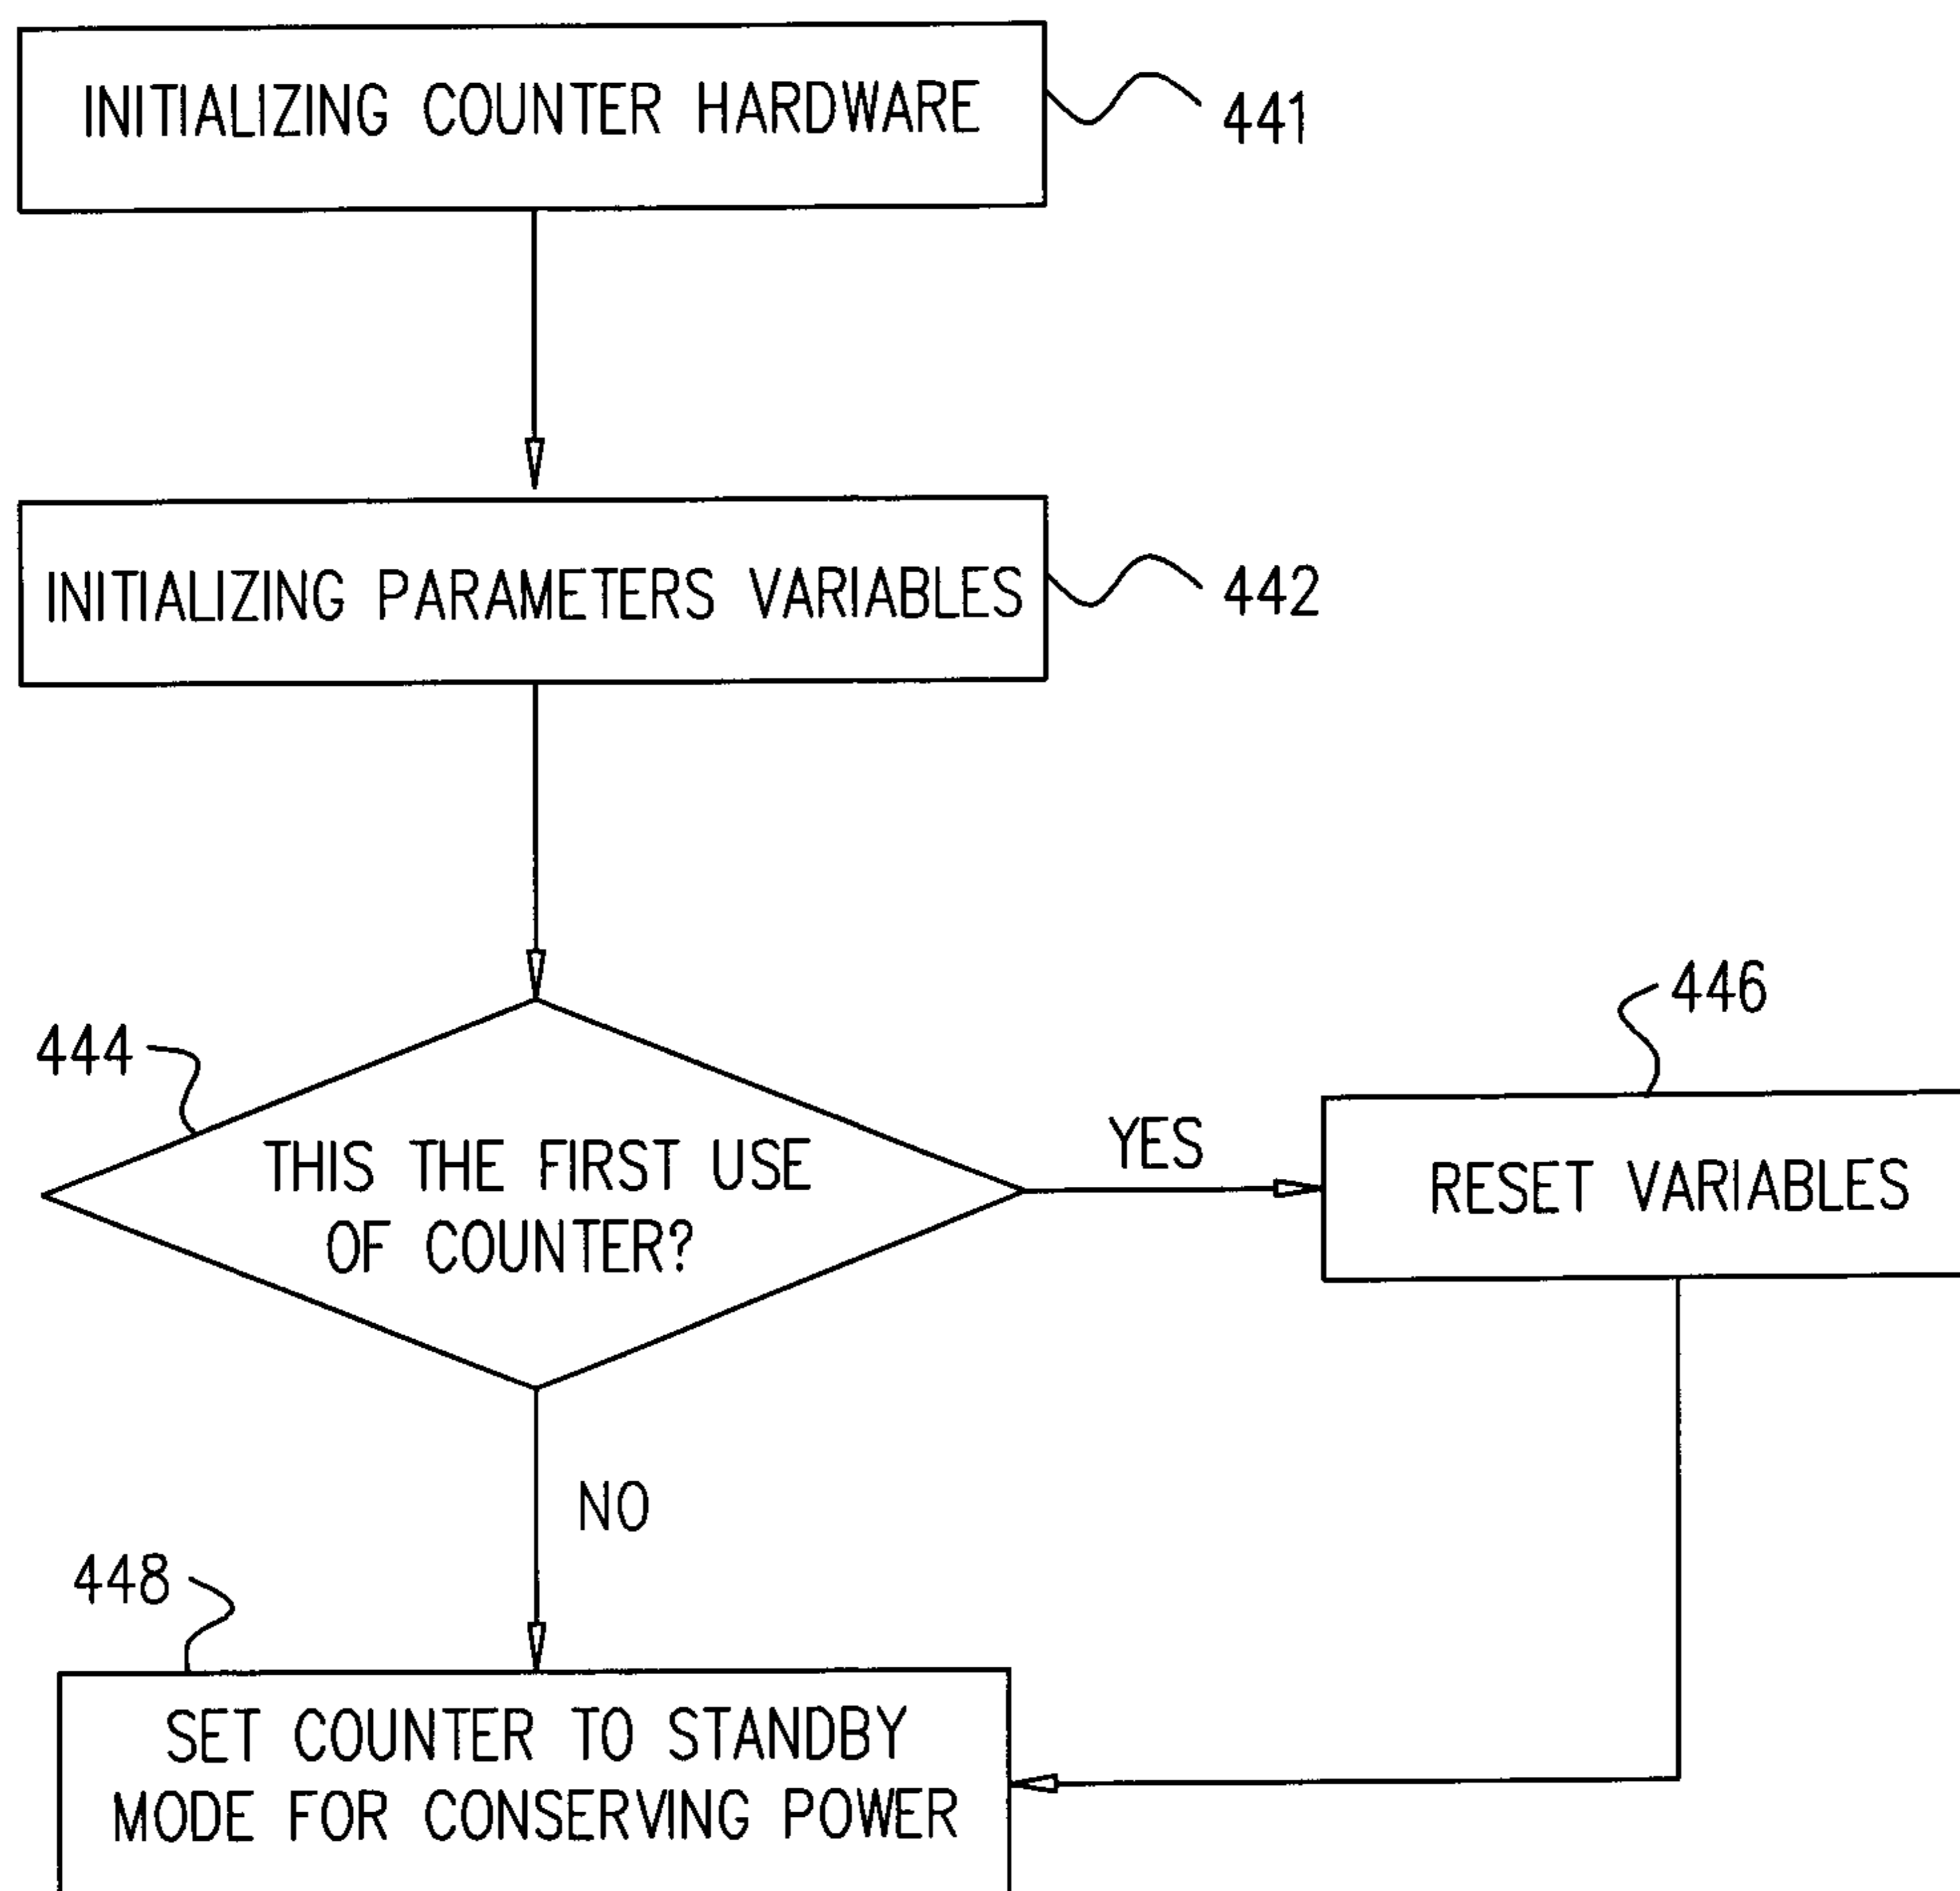 INITIALIZING COUNTER HARDWARE
441
INITIALIZING PARAMETERS VARIABLES
442
444
THIS THE FIRST USE
OF COUNTER?
YES
446
RESET VARIABLES
NO
448
SET COUNTER TO STANDBY
MODE FOR CONSERVING POWER